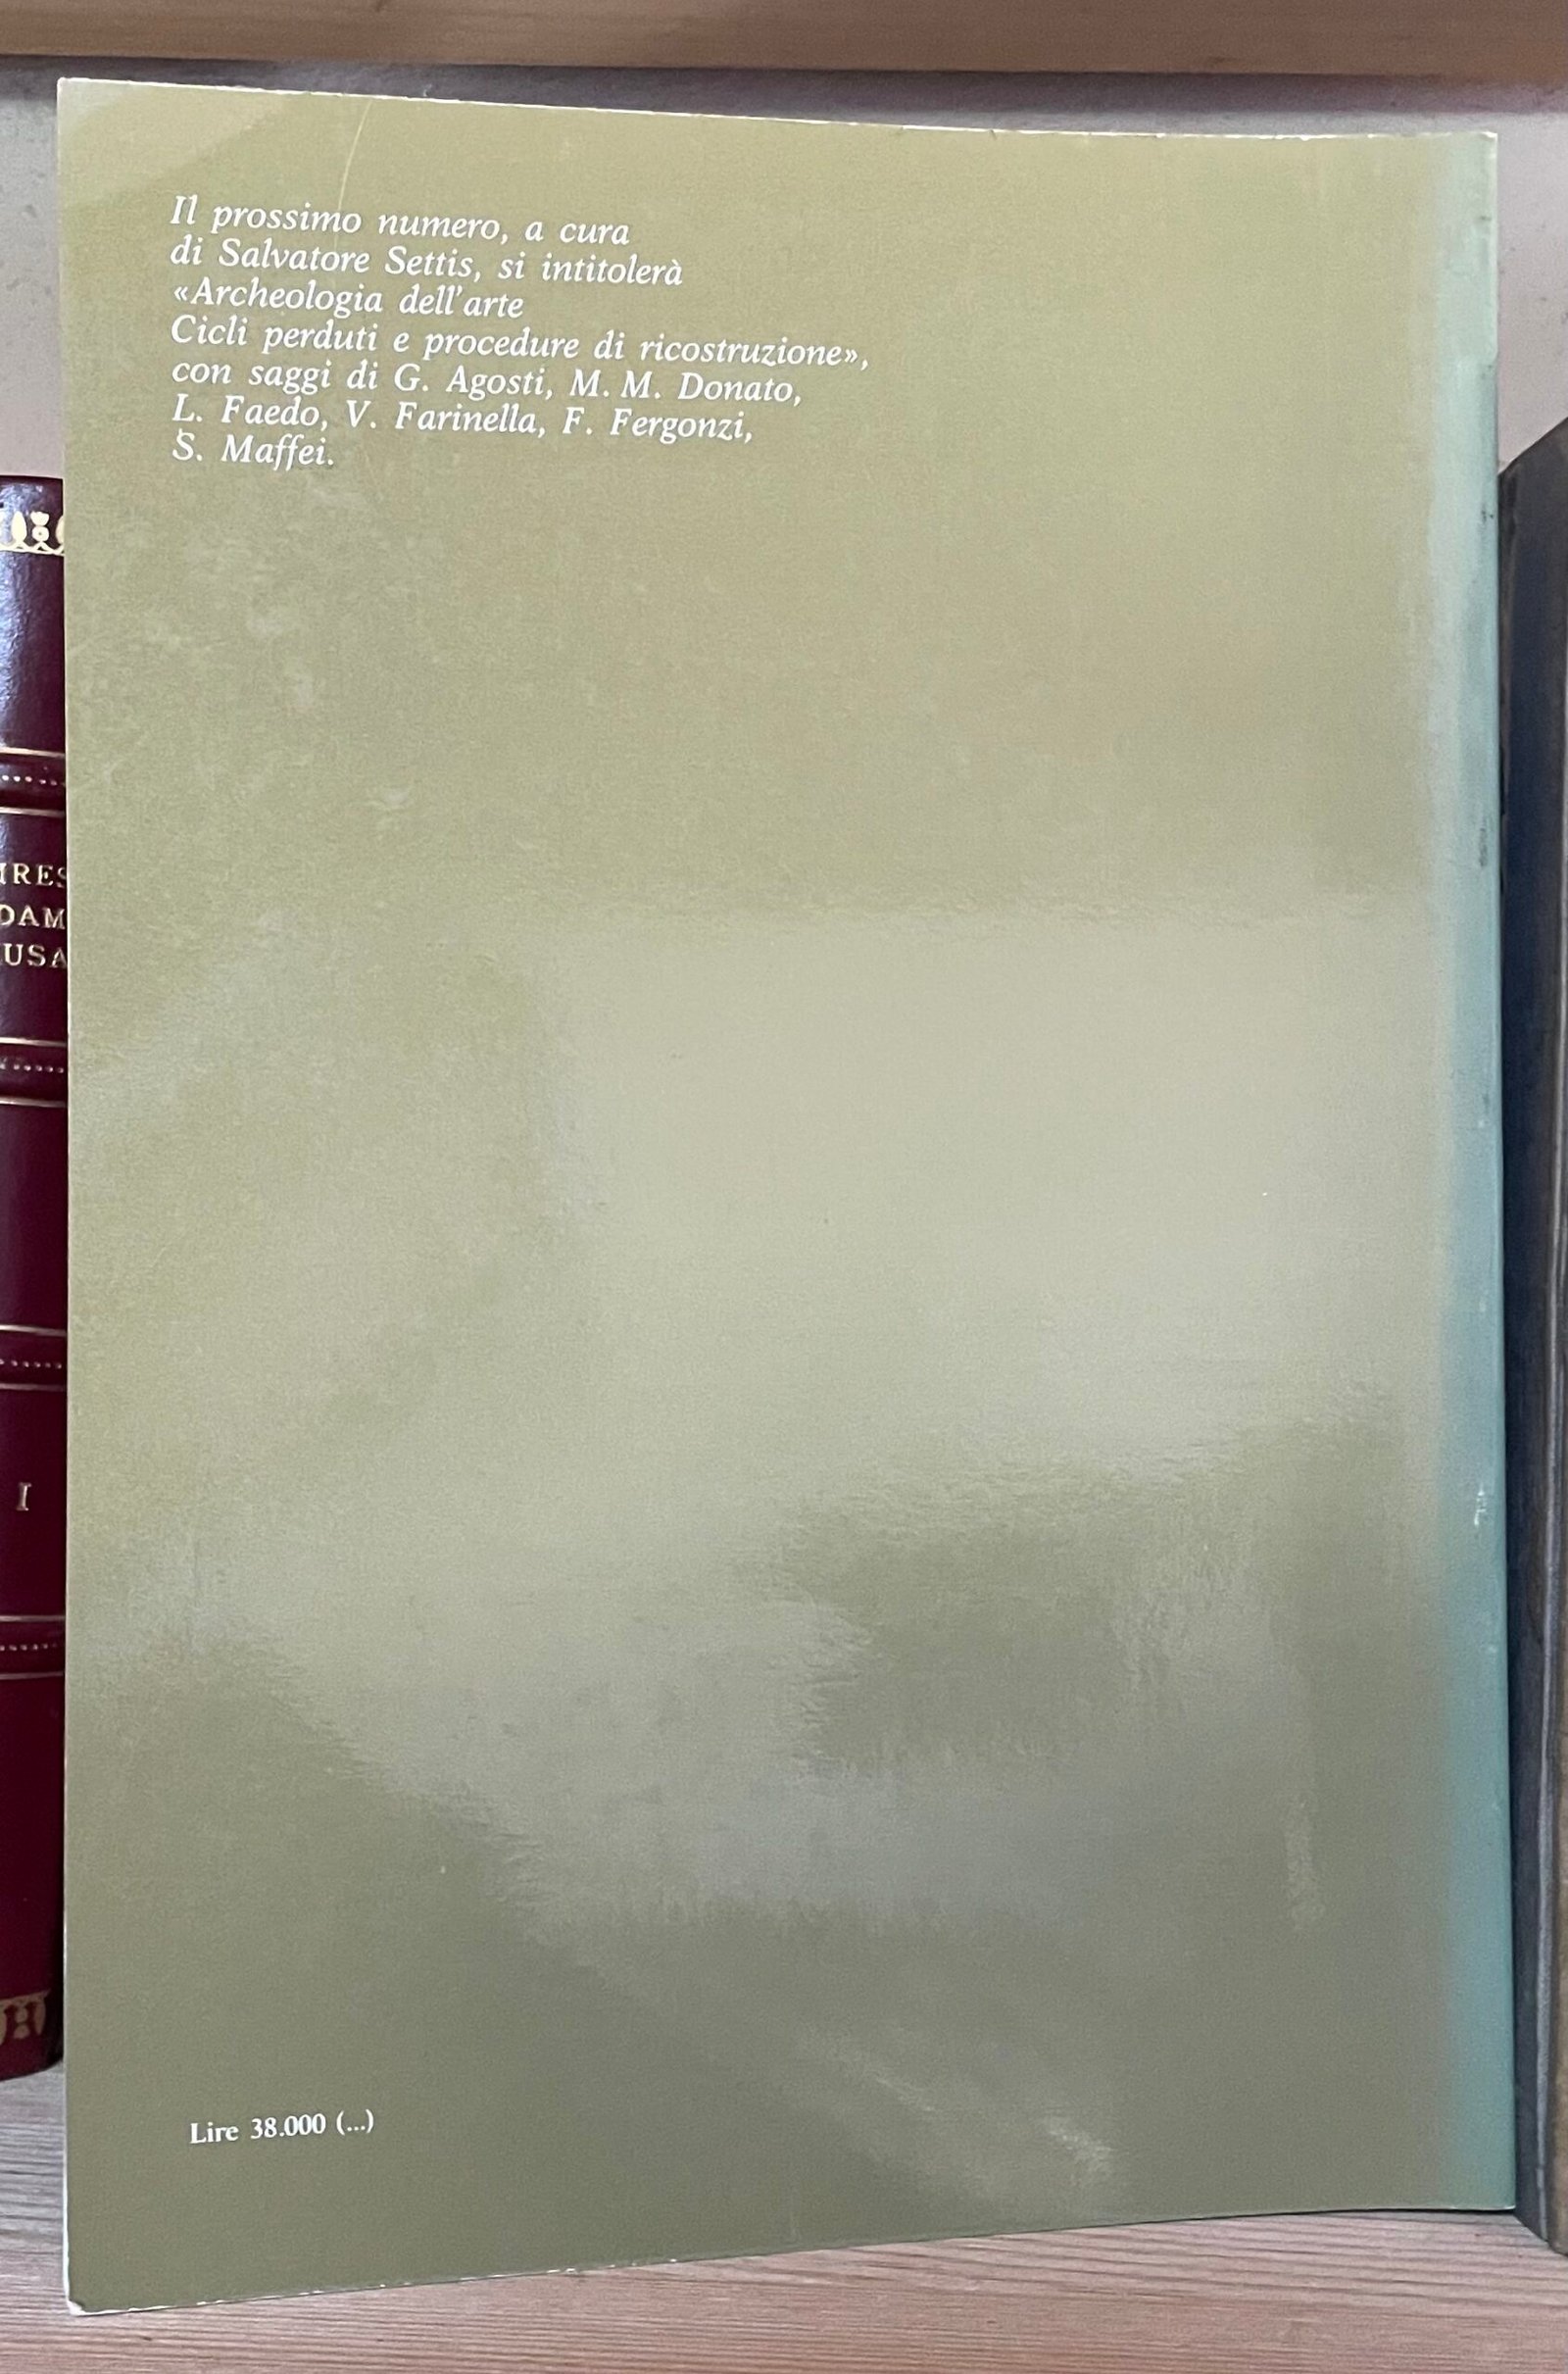 Il prossimo numero, a cura
di Salvatore Settis, si intitolerà
«Archeologia dell'arte
Cicli perduti e procedure di ricostruzione»,
con saggi di G. Agosti, M. M. Donato,
L. Faedo, V. Farinella, F. Fergonzi,
S. Maffei.
Lire 38.000 (...)
I